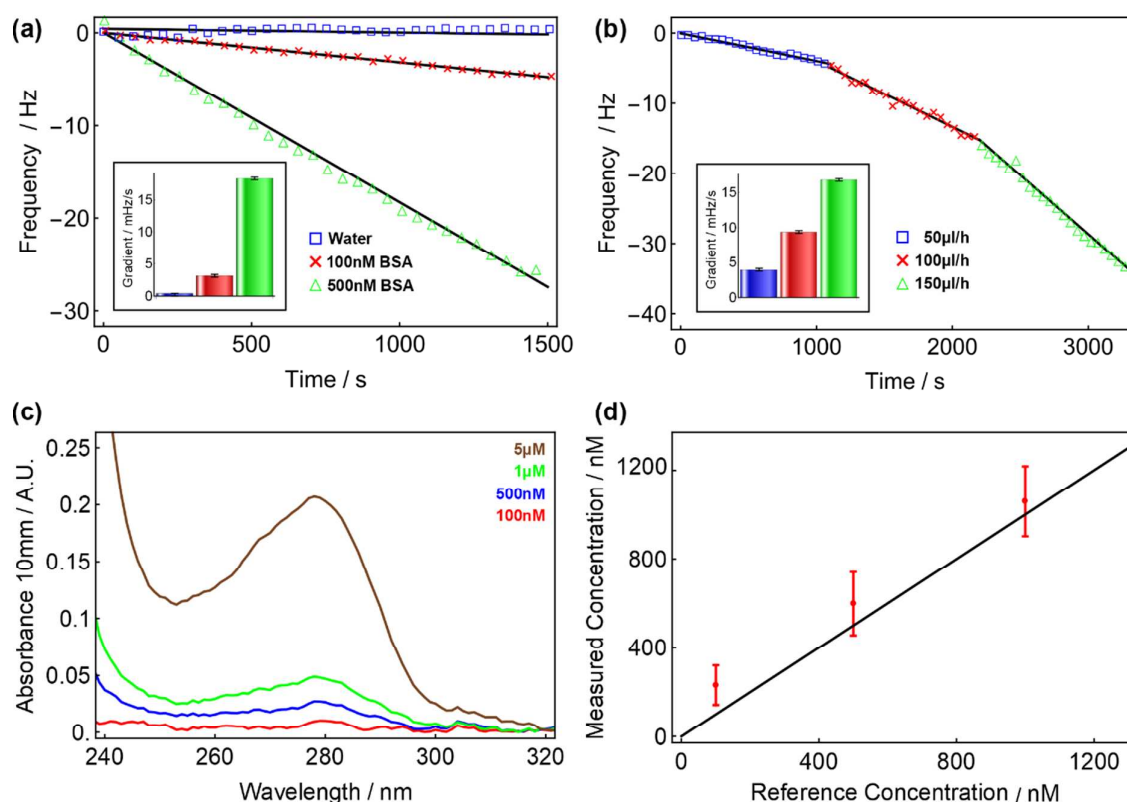 (a)
Frequency / Hz
0
−10
−20
−30
Gradient / mHz/s
15
10
5
0
Water
100nM BSA
500nM BSA
0
500
1000
1500
Time / s
(b)
Frequency / Hz
0
−10
−20
−30
−40
Gradient / mHz/s
15
10
5
0
50µl/h
100µl/h
150µl/h
0
1000
2000
3000
Time / s
(c)
Absorbance 10mm / A.U.
0.25
0.2
0.15
0.1
0.05
0.
5µM
1µM
500nM
100nM
240
260
280
300
320
Wavelength / nm
(d)
Measured Concentration / nM
1200
800
400
0
0
400
800
1200
Reference Concentration / nM